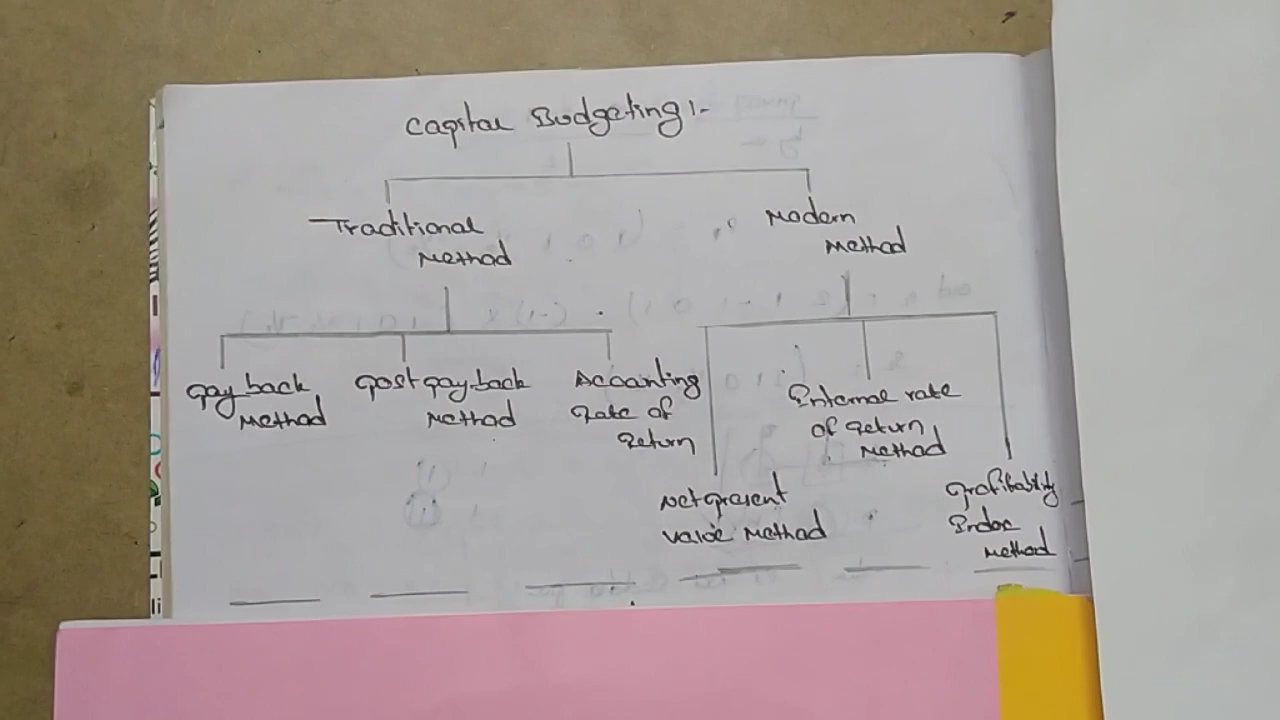 Capital Budgeting :-
Traditional
Method
Modern
Method
Pay back
Method
Post pay-back
Method
Accounting
Rate of
Return
Internal rate
of Return
Method
Net present
Value Method
Profitability
Index
Method